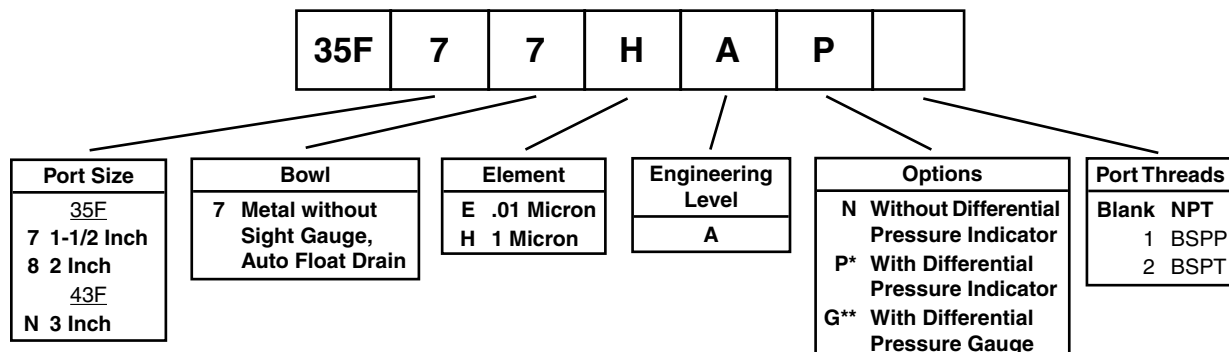 35F 7 7 H A P
Port Size
35F
7 1-1/2 Inch
8 2 Inch
43F
N 3 Inch
Bowl
7 Metal without
Sight Gauge,
Auto Float Drain
Element
E .01 Micron
H 1 Micron
Engineering
Level
A
Options
N Without Differential
Pressure Indicator
P* With Differential
Pressure Indicator
G** With Differential
Pressure Gauge
Port Threads
Blank NPT
1 BSPP
2 BSPT